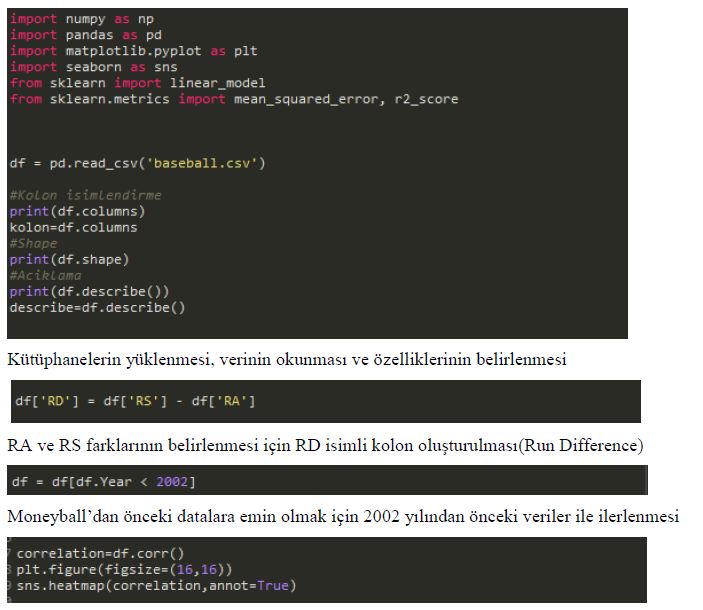 import numpy as np
import pandas as pd
import matplotlib.pyplot as plt
import seaborn as sns
from sklearn import linear_model
from sklearn.metrics import mean_squared_error, r2_score
df = pd.read_csv('baseball.csv')
#Kolon isimlendirme
print(df.columns)
kolon=df.columns
#Shape
print(df.shape)
#Aciklama
print(df.describe())
describe=df.describe()
Kütüphanelerin yüklenmesi, verinin okunması ve özelliklerinin belirlenmesi
df['RD'] = df['RS'] - df['RA']
RA ve RS farklarının belirlenmesi için RD isimli kolon oluşturulması(Run Difference)
df = df[df.Year < 2002]
Moneyball’dan önceki datalara emin olmak için 2002 yılından önceki veriler ile ilerlenmesi
correlation=df.corr()
plt.figure(figsize=(16,16))
sns.heatmap(correlation,annot=True)